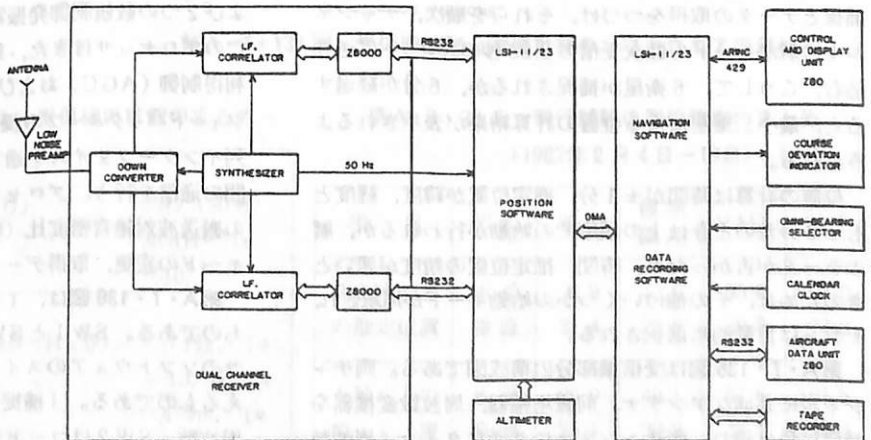 ANTENNA
LOW
NOISE
PREAMP
DOWN
CONVERTER
I.F.
CORRELATOR
SYNTHESIZER
I.F.
CORRELATOR
DUAL CHANNEL
RECEIVER
Z8000
Z8000
RS232
50 Hz
RS232
LSI-11/23
POSITION
SOFTWARE
ALTIMETER
DMA
LSI-11/23
NAVIGATION
SOFTWARE
DATA
RECORDING
SOFTWARE
ARINC
429
RS232
CONTROL
AND DISPLAY
UNIT
Z80
COURSE
DEVIATION
INDICATOR
OMNI-BEARING
SELECTOR
CALENDAR
CLOCK
AIRCRAFT
DATA UNIT
Z80
TAPE
RECORDER